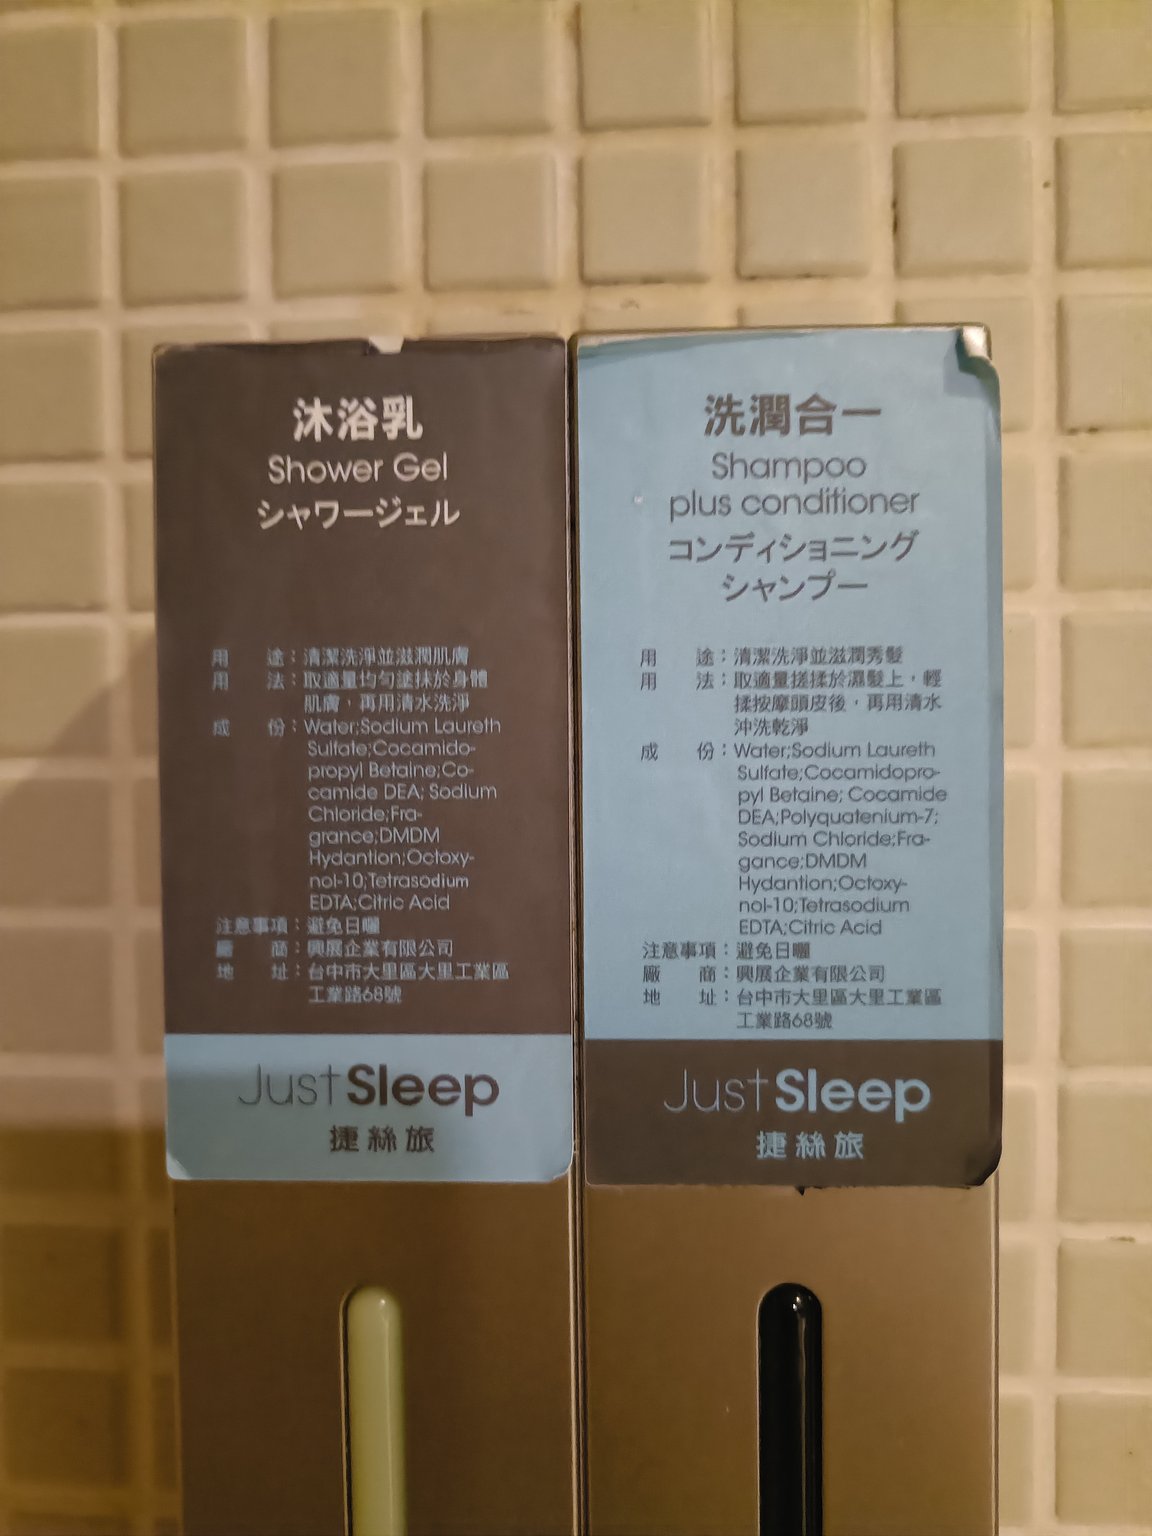 沐浴乳
Shower Gel
シャワージェル
用　　途：清潔洗淨並滋潤肌膚
用　　法：取適量均勻塗抹於身體
肌膚，再用清水洗淨
成　　份：Water;Sodium Laureth
Sulfate;Cocamido-
propyl Betaine;Co-
camide DEA; Sodium
Chloride;Fra-
grance;DMDM
Hydantion;Octoxy-
nol-10;Tetrasodium
EDTA;Citric Acid
注意事項：避免日曬
廠　　商：興展企業有限公司
地　　址：台中市大里區大里工業區
工業路68號
Just Sleep
捷絲旅
洗潤合一
Shampoo
plus conditioner
コンディショニング
シャンプー
用　　途：清潔洗淨並滋潤秀髮
用　　法：取適量搓揉於濕髮上，輕
揉按摩頭皮後，再用清水
沖洗乾淨
成　　份：Water;Sodium Laureth
Sulfate;Cocamidopro-
pyl Betaine; Cocamide
DEA;Polyquatenium-7;
Sodium Chloride;Fra-
gance;DMDM
Hydantion;Octoxy-
nol-10;Tetrasodium
EDTA;Citric Acid
注意事項：避免日曬
廠　　商：興展企業有限公司
地　　址：台中市大里區大里工業區
工業路68號
Just Sleep
捷絲旅